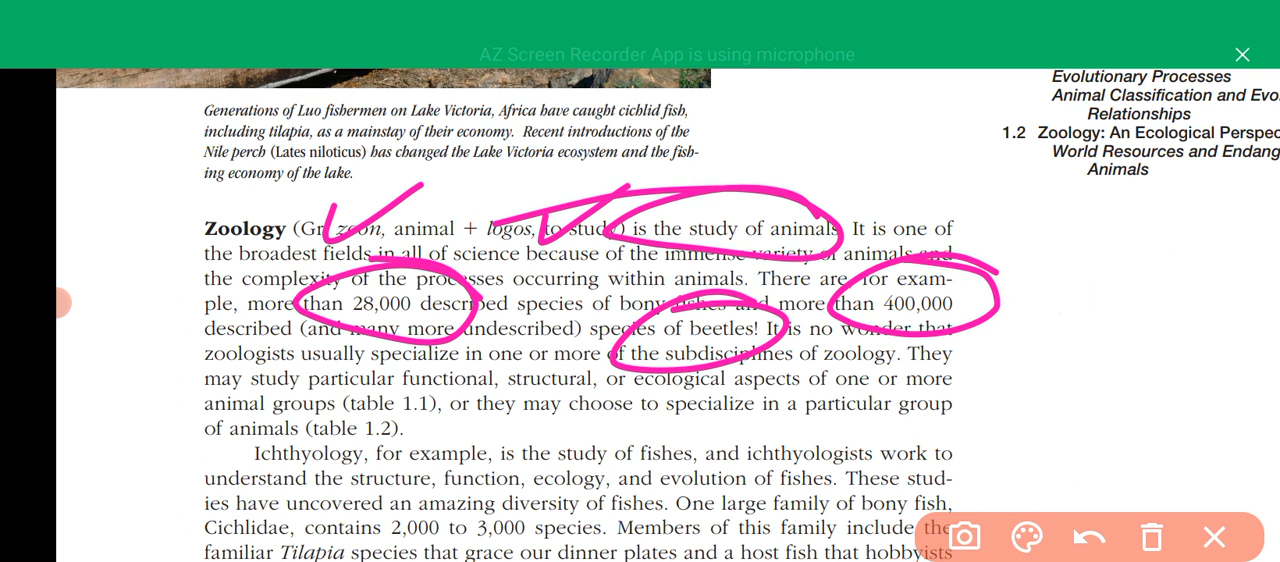 AZ Screen Recorder App is using microphone
Generations of Luo fishermen on Lake Victoria, Africa have caught cichlid fish,
including tilapia, as a mainstay of their economy. Recent introductions of the
Nile perch (Lates niloticus) has changed the Lake Victoria ecosystem and the fish-
ing economy of the lake.
Evolutionary Processes
Animal Classification and Evo
Relationships
1.2 Zoology: An Ecological Perspec
World Resources and Endang
Animals
Zoology (Gr. zoon, animal + logos, to study) is the study of animals. It is one of
the broadest fields in all of science because of the immense variety of animals and
the complexity of the processes occurring within animals. There are, for exam-
ple, more than 28,000 described species of bony fishes and more than 400,000
described (and many more undescribed) species of beetles! It is no wonder that
zoologists usually specialize in one or more of the subdisciplines of zoology. They
may study particular functional, structural, or ecological aspects of one or more
animal groups (table 1.1), or they may choose to specialize in a particular group
of animals (table 1.2).
Ichthyology, for example, is the study of fishes, and ichthyologists work to
understand the structure, function, ecology, and evolution of fishes. These stud-
ies have uncovered an amazing diversity of fishes. One large family of bony fish,
Cichlidae, contains 2,000 to 3,000 species. Members of this family include the
familiar Tilapia species that grace our dinner plates and a host fish that hobbyists